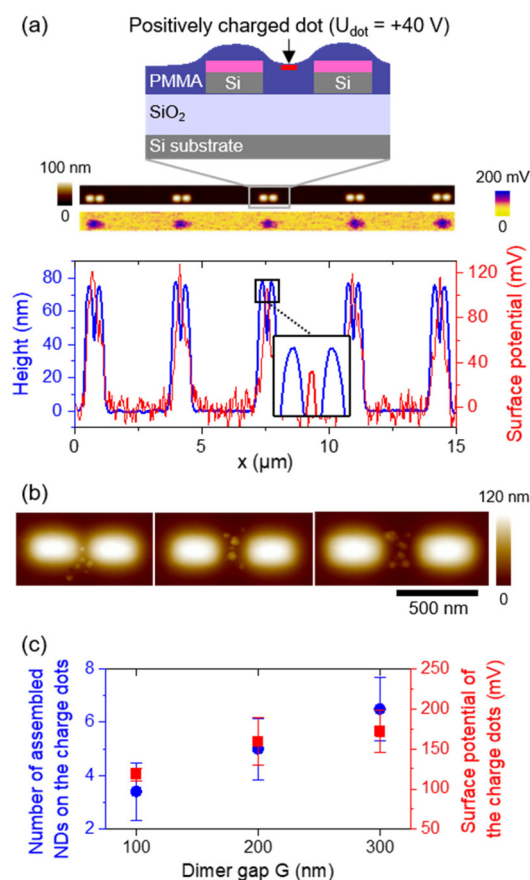 (a)
Positively charged dot (U_dot = +40 V)
PMMA
Si
Si
SiO₂
Si substrate
100 nm
0
200 mV
0
Height (nm)
80
60
40
20
0
Surface potential (mV)
120
80
40
0
0
5
10
15
x (µm)
(b)
120 nm
0
500 nm
(c)
Number of assembled
NDs on the charge dots
8
6
4
2
Surface potential of
the charge dots (mV)
250
200
150
100
50
100
200
300
Dimer gap G (nm)